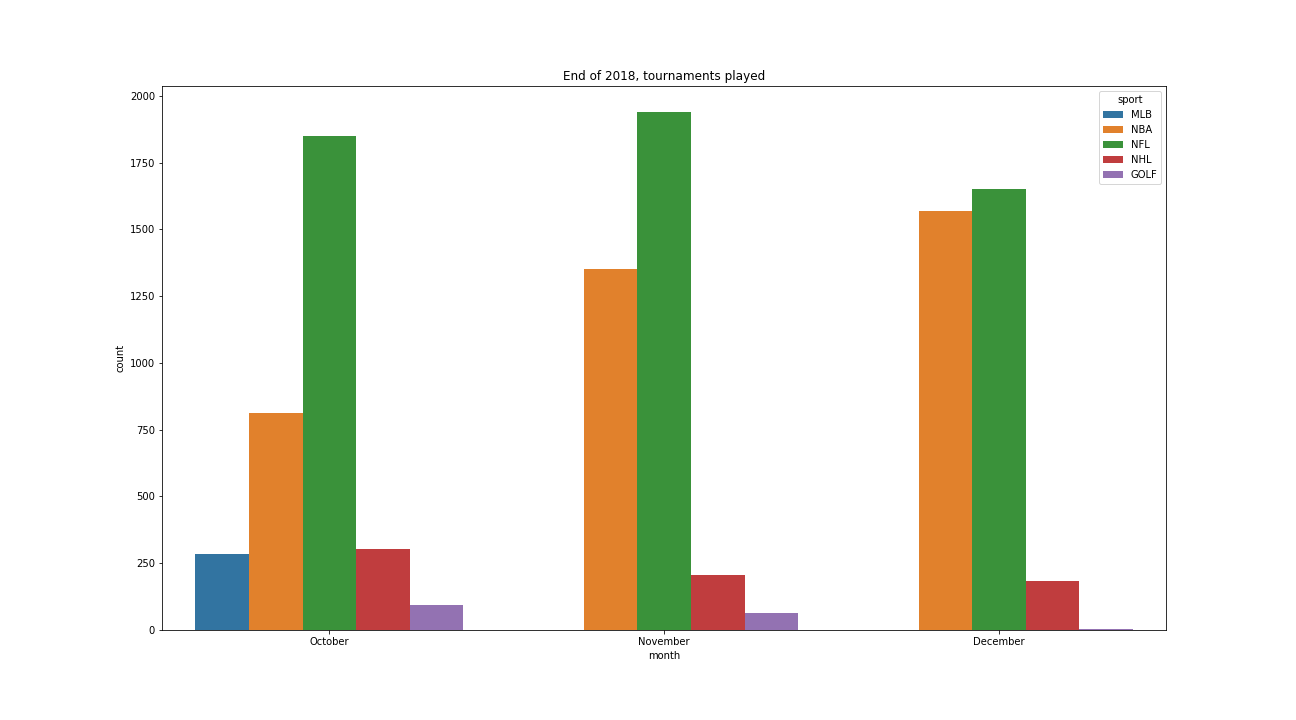 End of 2018, tournaments played
sport
MLB
NBA
NFL
NHL
GOLF
2000
1750
1500
1250
1000
750
500
250
0
count
October November December
month